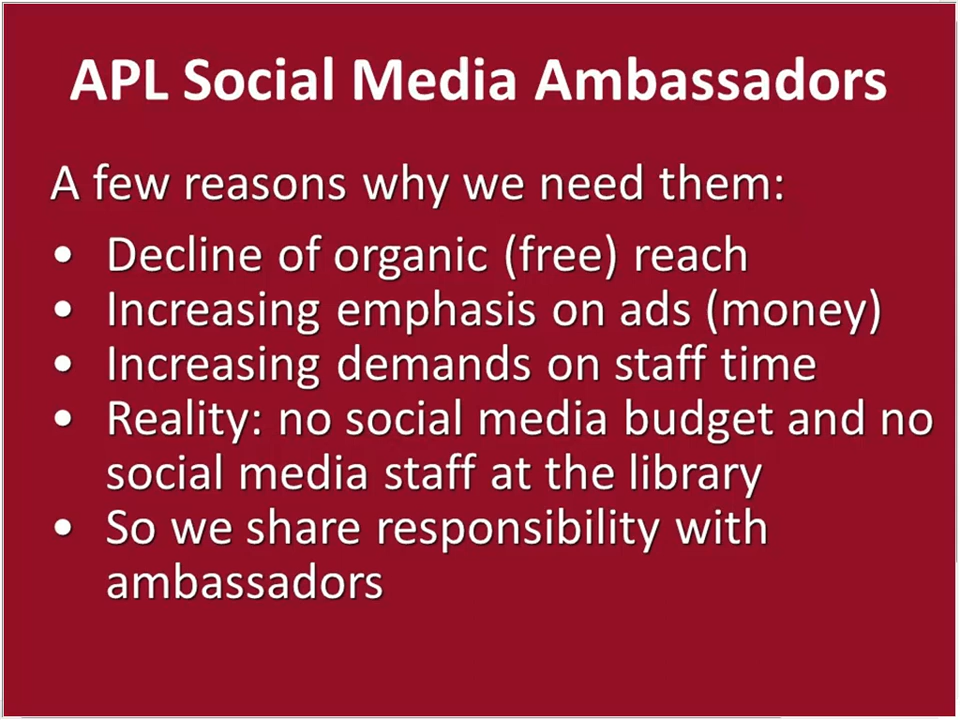 APL Social Media Ambassadors
A few reasons why we need them:
• Decline of organic (free) reach
• Increasing emphasis on ads (money)
• Increasing demands on staff time
• Reality: no social media budget and no
social media staff at the library
• So we share responsibility with
ambassadors